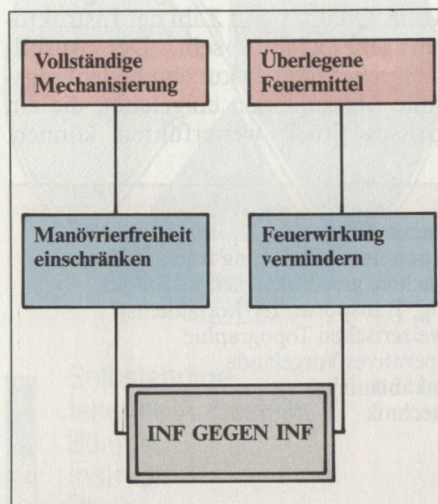 Vollständige
Mechanisierung
Überlegene
Feuermittel
Manövrierfreiheit
einschränken
Feuerwirkung
vermindern
INF GEGEN INF